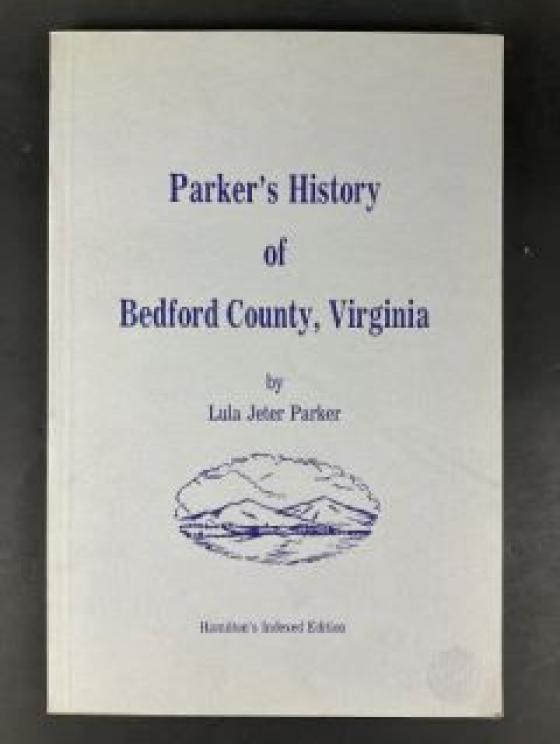 Parker's History
of
Bedford County, Virginia
by
Lula Jeter Parker
Hamilton's Indexed Edition